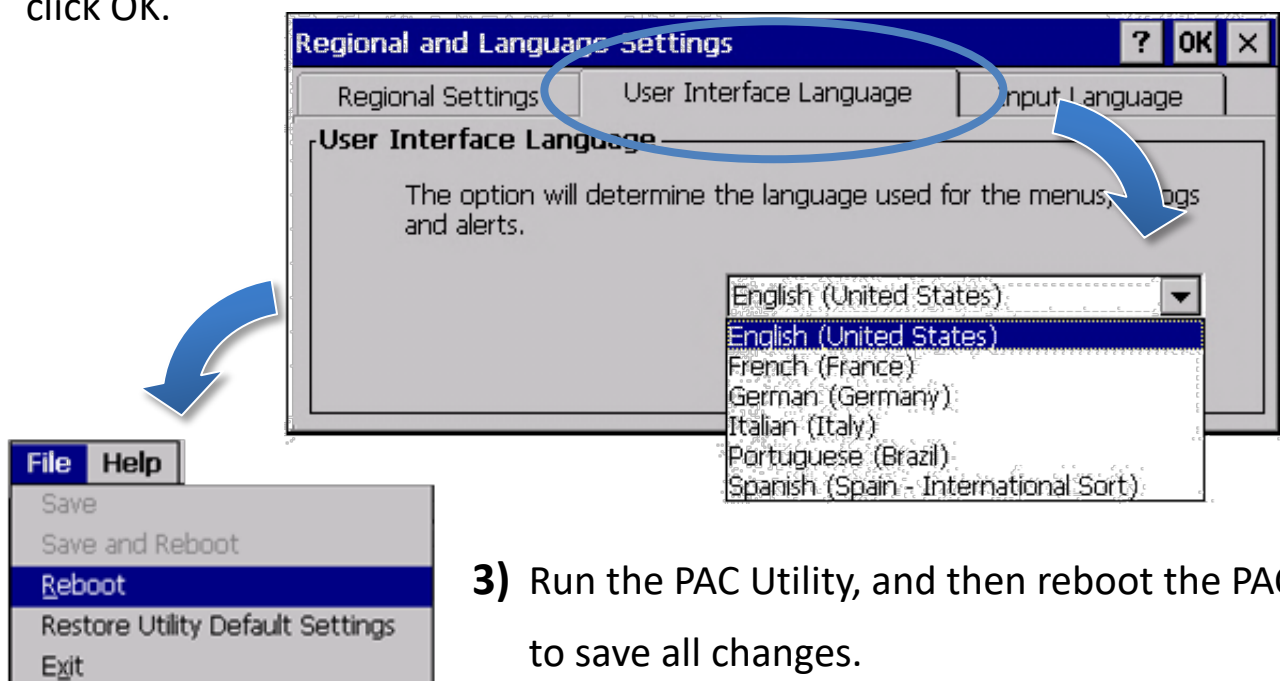 click OK.
Regional and Language Settings ? OK ×
Regional Settings User Interface Language Input Language
User Interface Language
The option will determine the language used for the menus,
and alerts.
English (United States)
English (United States)
French (France)
German (Germany)
Italian (Italy)
Portuguese (Brazil)
Spanish (Spain - International Sort)
File Help
Save
Save and Reboot
Reboot
Restore Utility Default Settings
Exit
3) Run the PAC Utility, and then reboot the PAC
to save all changes.